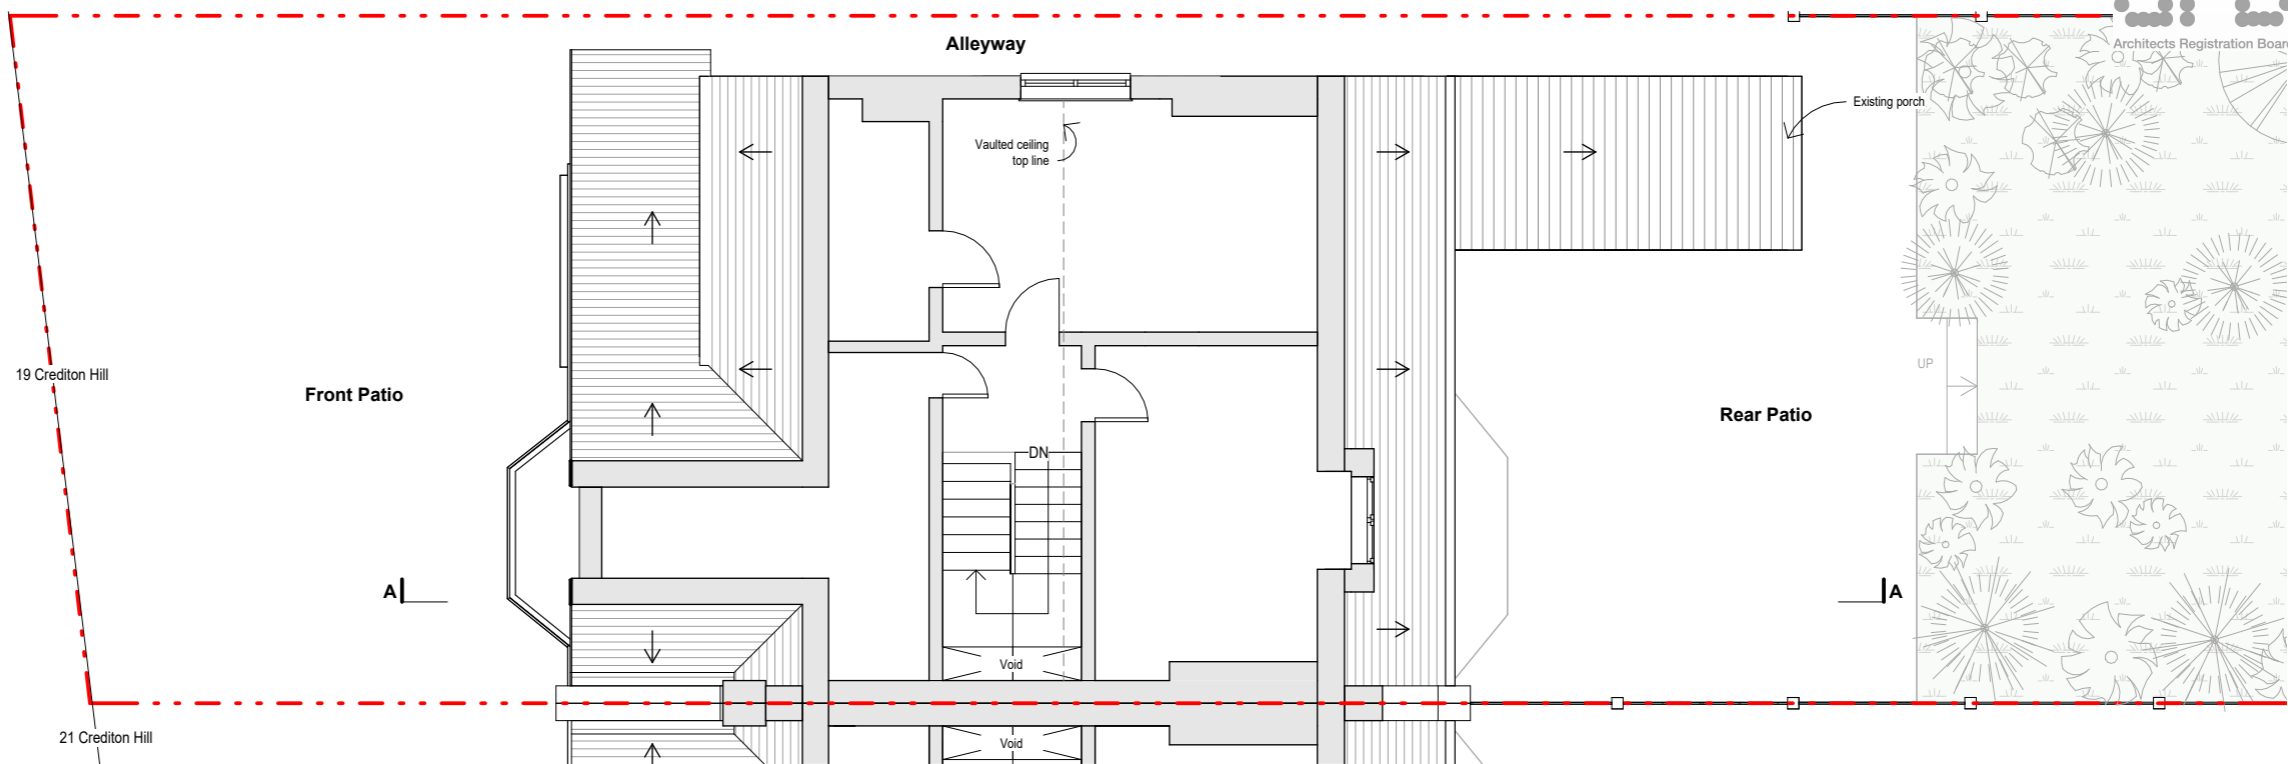 Alleyway
Architects Registration Board
Existing porch
Vaulted ceiling
top line
19 Crediton Hill
Front Patio
UP
Rear Patio
DN
A
A
Void
21 Crediton Hill
Void